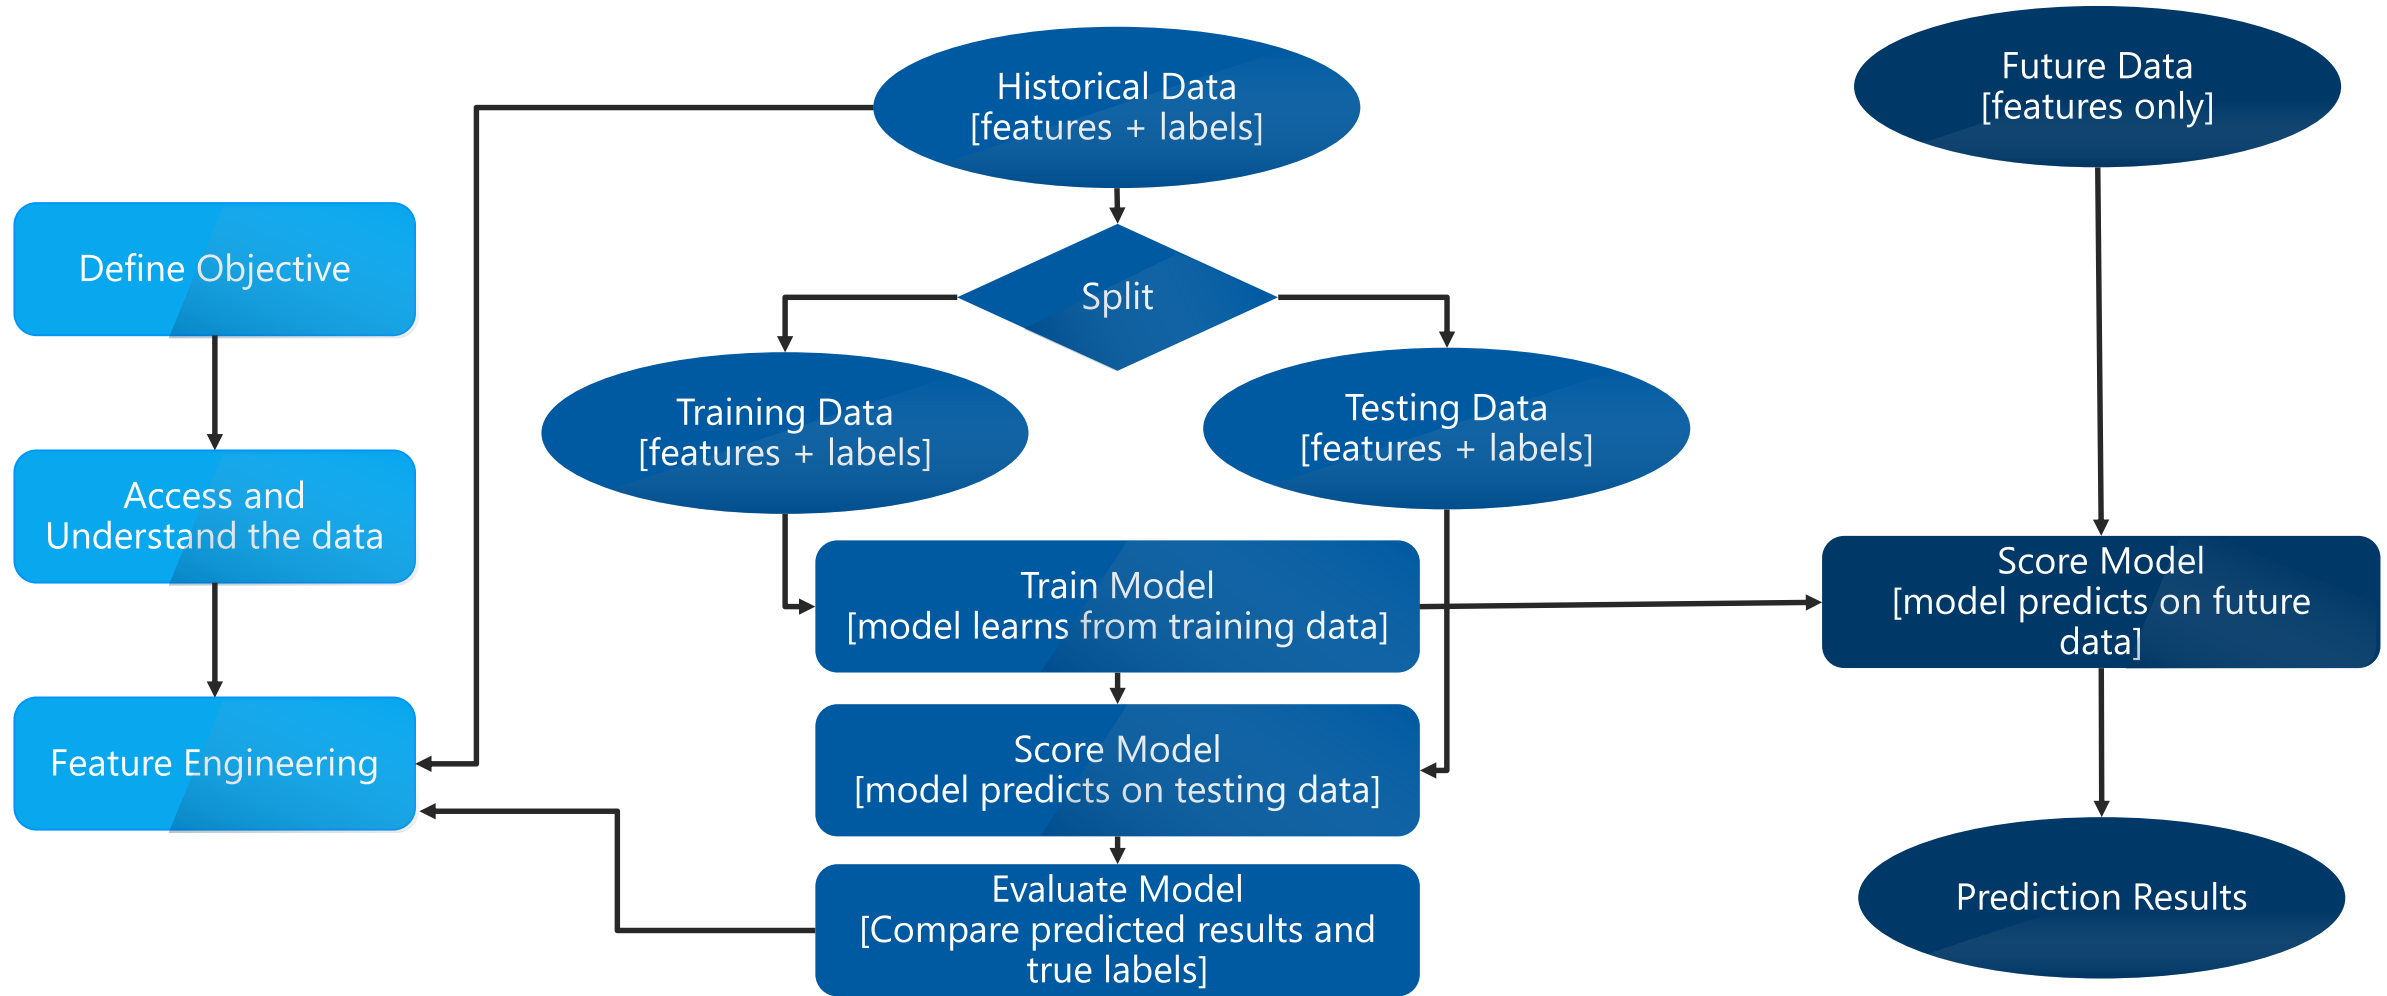 Historical Data
[features + labels]
Future Data
[features only]
Define Objective
Split
Training Data
[features + labels]
Testing Data
[features + labels]
Access and
Understand the data
Train Model
[model learns from training data]
Score Model
[model predicts on future
data]
Feature Engineering
Score Model
[model predicts on testing data]
Evaluate Model
[Compare predicted results and
true labels]
Prediction Results